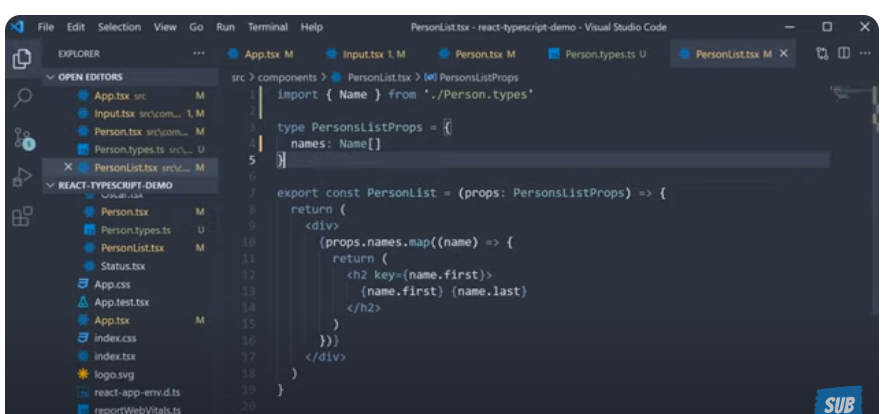 File Edit Selection View Go Run Terminal Help PersonList.tsx - react-typescript-demo - Visual Studio Code
EXPLORER
App.tsx M Input.tsx 1, M Person.tsx M Person.types.ts U PersonList.tsx M
OPEN EDITORS
App.tsx src M
Input.tsx src\com... 1, M
Person.tsx src\com... M
Person.types.ts src\... U
PersonList.tsx src\c... M
REACT-TYPESCRIPT-DEMO
Oscar.tsx
Person.tsx M
Person.types.ts U
PersonList.tsx M
Status.tsx
App.css
App.test.tsx
App.tsx M
index.css
index.tsx
logo.svg
react-app-env.d.ts
reportWebVitals.ts
src > components > PersonList.tsx > PersonsListProps
1 import { Name } from './Person.types'
2
3 type PersonsListProps = {
4 names: Name[]
5 }
6
7 export const PersonList = (props: PersonsListProps) => {
8 return (
9 <div>
10 {props.names.map((name) => {
11 return (
12 <h2 key={name.first}>
13 {name.first} {name.last}
14 </h2>
15 )
16 })}
17 </div>
18 )
19 }
20
SUB